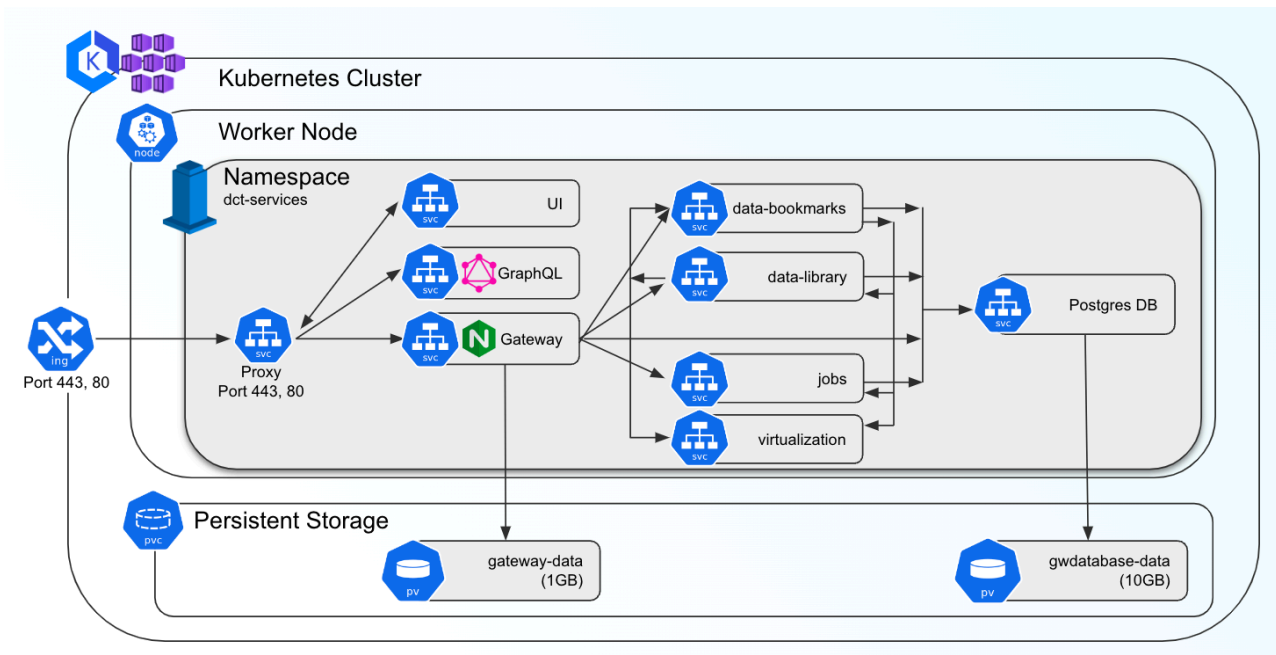 K
Kubernetes Cluster
node
Worker Node
Namespace
dct-services
svc
UI
svc
GraphQL
svc
N
Gateway
svc
data-bookmarks
svc
data-library
svc
jobs
svc
virtualization
svc
Postgres DB
ing
Port 443, 80
svc
Proxy
Port 443, 80
pvc
Persistent Storage
pv
gateway-data
(1GB)
pv
gwdatabase-data
(10GB)